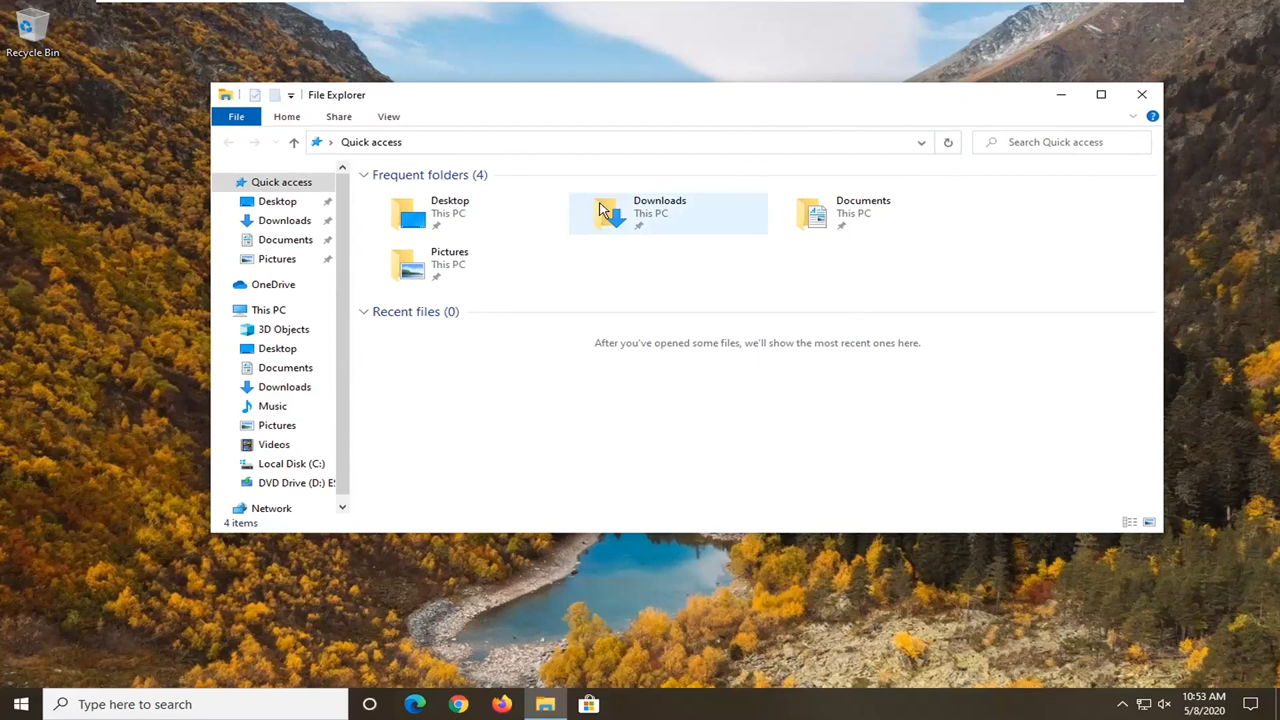 Recycle Bin
File Explorer
File
Home
Share
View
Quick access
Search Quick access
Quick access
Desktop
Downloads
Documents
Pictures
OneDrive
This PC
3D Objects
Desktop
Documents
Downloads
Music
Pictures
Videos
Local Disk (C:)
DVD Drive (D:) ES
Network
Frequent folders (4)
Desktop
This PC
Downloads
This PC
Documents
This PC
Pictures
This PC
Recent files (0)
After you've opened some files, we'll show the most recent ones here.
4 items
Type here to search
10:53 AM
5/8/2020